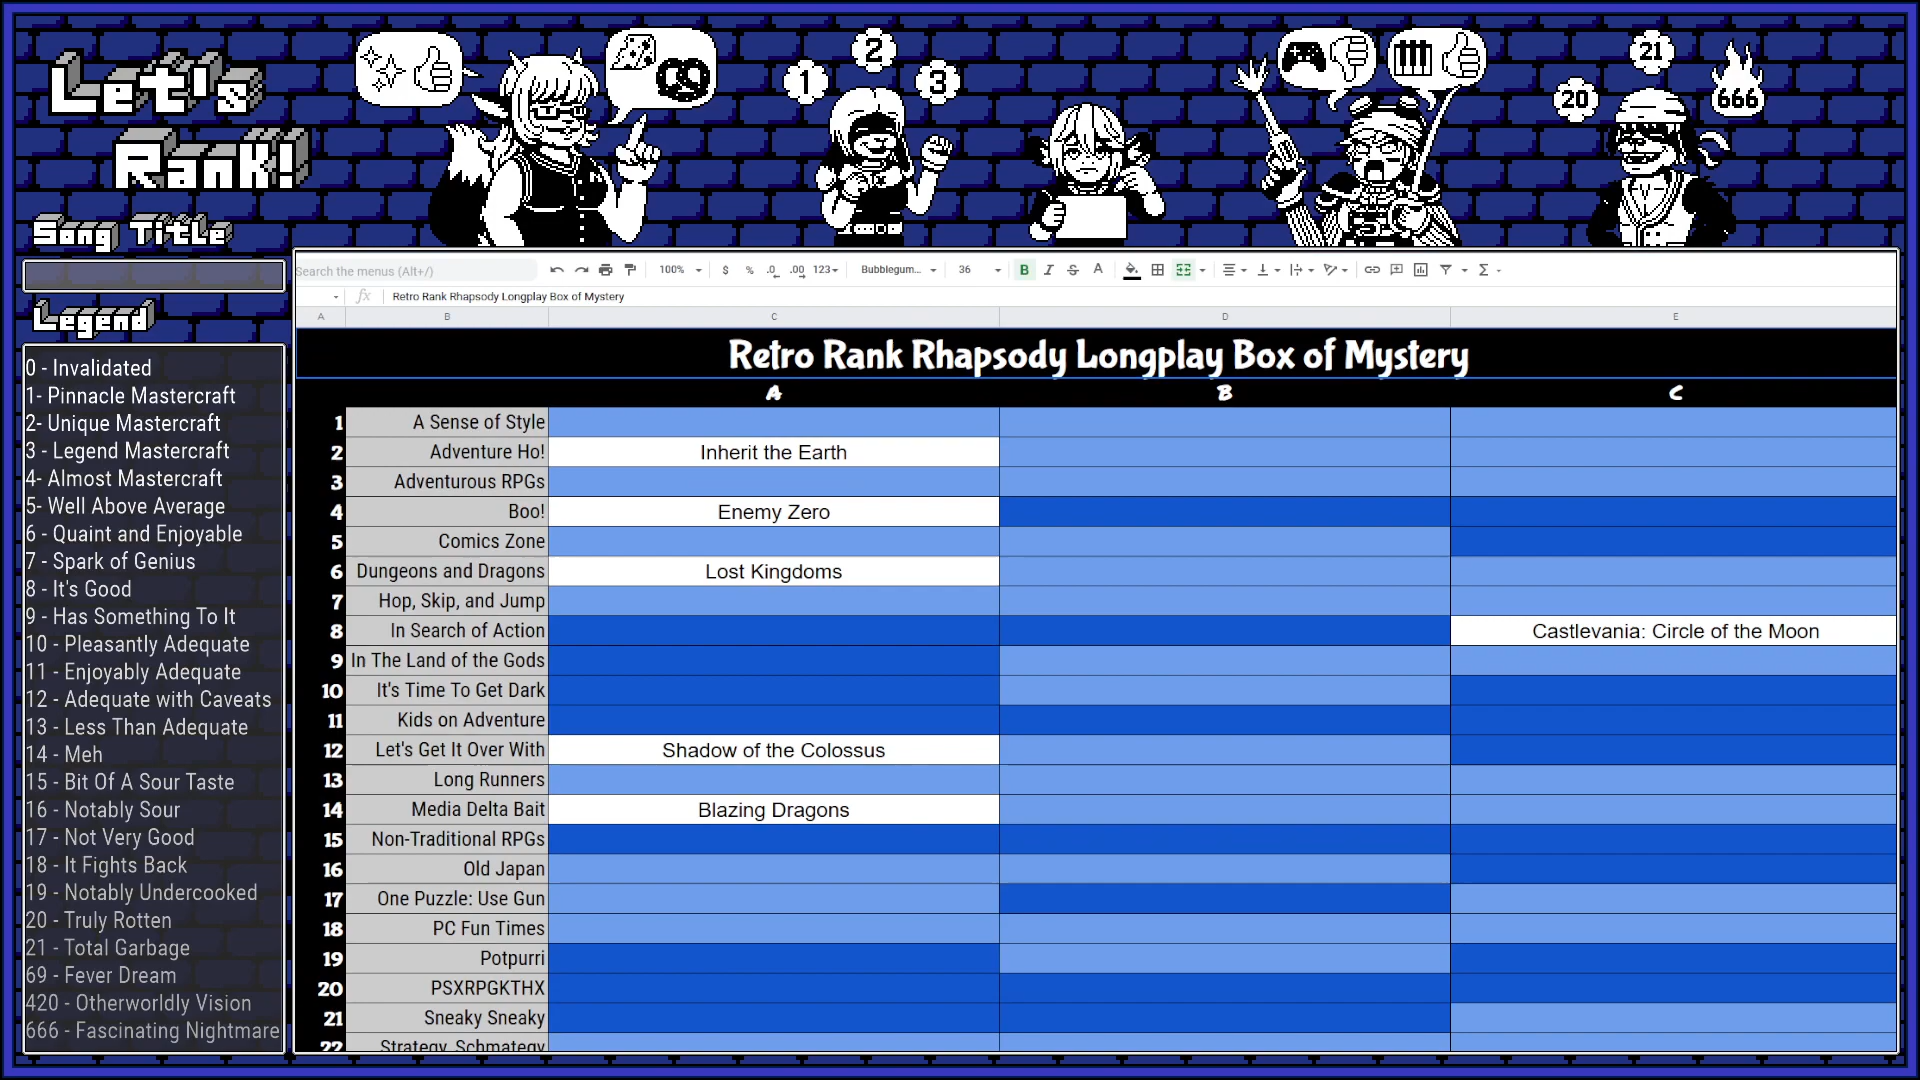 Let's
Rank!
1
2
3
20
21
666
Song Title
Legend
0 - Invalidated
1- Pinnacle Mastercraft
2- Unique Mastercraft
3 - Legend Mastercraft
4- Almost Mastercraft
5- Well Above Average
6 - Quaint and Enjoyable
7 - Spark of Genius
8 - It's Good
9 - Has Something To It
10 - Pleasantly Adequate
11 - Enjoyably Adequate
12 - Adequate with Caveats
13 - Less Than Adequate
14 - Meh
15 - Bit Of A Sour Taste
16 - Notably Sour
17 - Not Very Good
18 - It Fights Back
19 - Notably Undercooked
20 - Truly Rotten
21 - Total Garbage
69 - Fever Dream
420 - Otherworldly Vision
666 - Fascinating Nightmare
Search the menus (Alt+/) 100% $ % .0 .00 123 Bubblegum... 36 B I S A Σ
fx Retro Rank Rhapsody Longplay Box of Mystery
A B C D E
Retro Rank Rhapsody Longplay Box of Mystery
A B C
1 A Sense of Style
2 Adventure Ho! Inherit the Earth
3 Adventurous RPGs
4 Boo! Enemy Zero
5 Comics Zone
6 Dungeons and Dragons Lost Kingdoms
7 Hop, Skip, and Jump
8 In Search of Action Castlevania: Circle of the Moon
9 In The Land of the Gods
10 It's Time To Get Dark
11 Kids on Adventure
12 Let's Get It Over With Shadow of the Colossus
13 Long Runners
14 Media Delta Bait Blazing Dragons
15 Non-Traditional RPGs
16 Old Japan
17 One Puzzle: Use Gun
18 PC Fun Times
19 Potpurri
20 PSXRPGKTHX
21 Sneaky Sneaky
22 Strategy, Schmategy